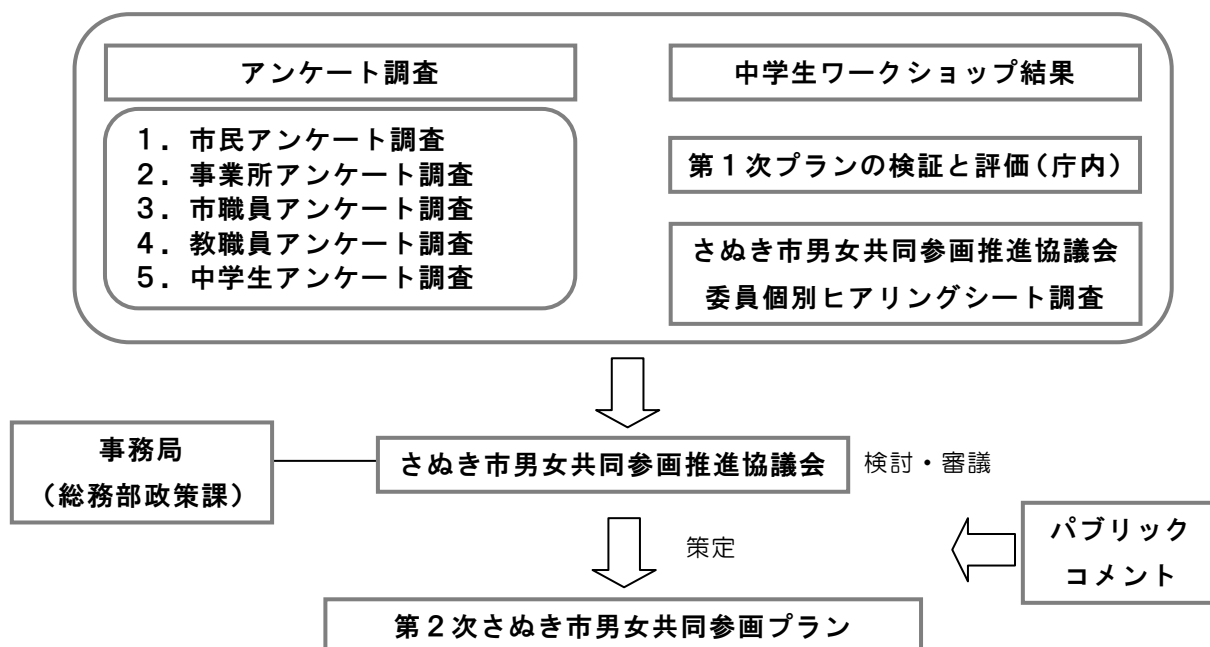 アンケート調査
1．市民アンケート調査
2．事業所アンケート調査
3．市職員アンケート調査
4．教職員アンケート調査
5．中学生アンケート調査
中学生ワークショップ結果
第１次プランの検証と評価（庁内）
さぬき市男女共同参画推進協議会
委員個別ヒアリングシート調査
事務局
（総務部政策課）
さぬき市男女共同参画推進協議会
検討・審議
策定
パブリック
コメント
第２次さぬき市男女共同参画プラン